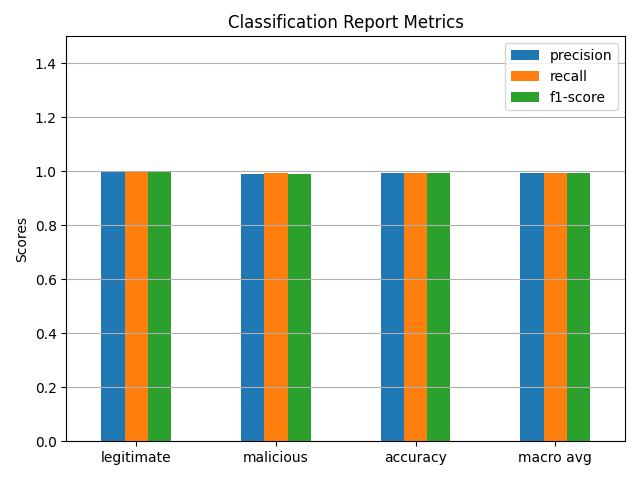 Classification Report Metrics
precision
recall
f1-score
Scores
1.4
1.2
1.0
0.8
0.6
0.4
0.2
0.0
legitimate malicious accuracy macro avg